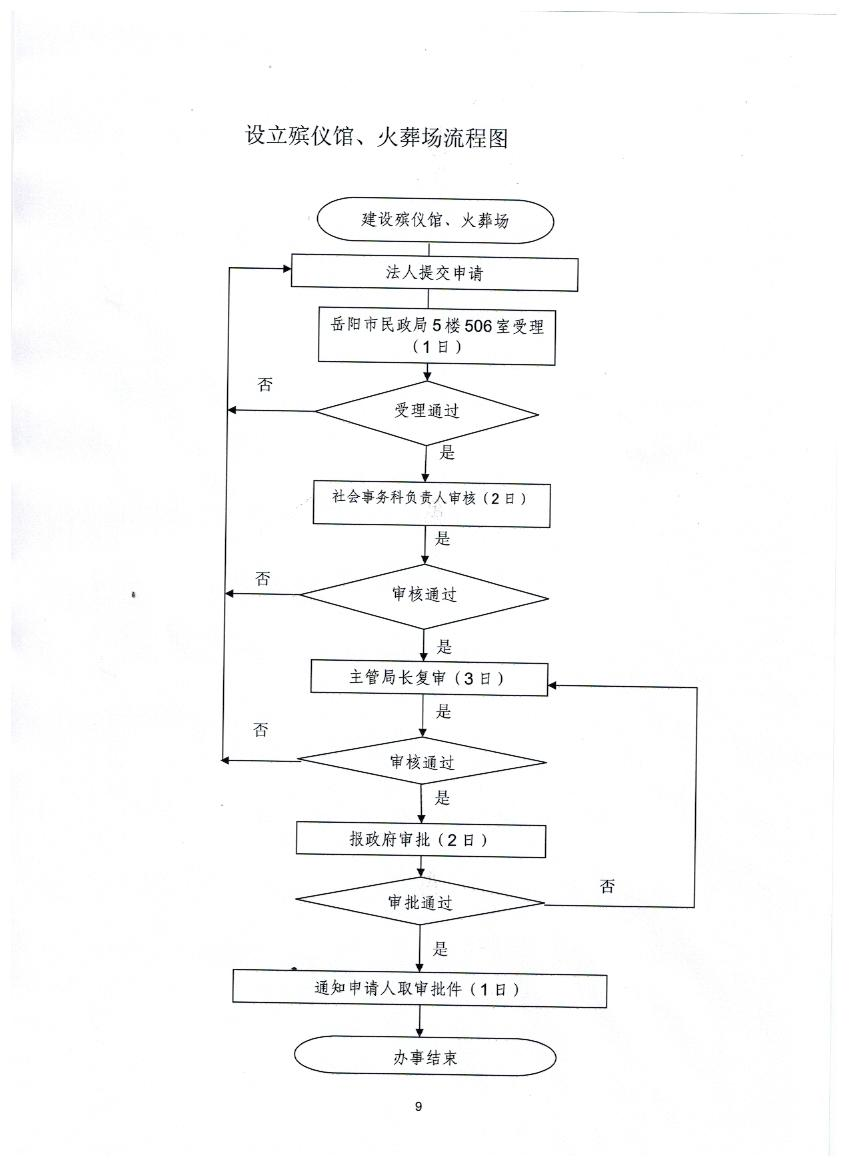 设立殡仪馆、火葬场流程图
建设殡仪馆、火葬场
法人提交申请
岳阳市民政局5楼506室受理
（1日）
否
受理通过
是
社会事务科负责人审核（2日）
是
否
审核通过
是
主管局长复审（3日）
是
否
审核通过
是
报政府审批（2日）
否
审批通过
是
通知申请人取审批件（1日）
办事结束
9